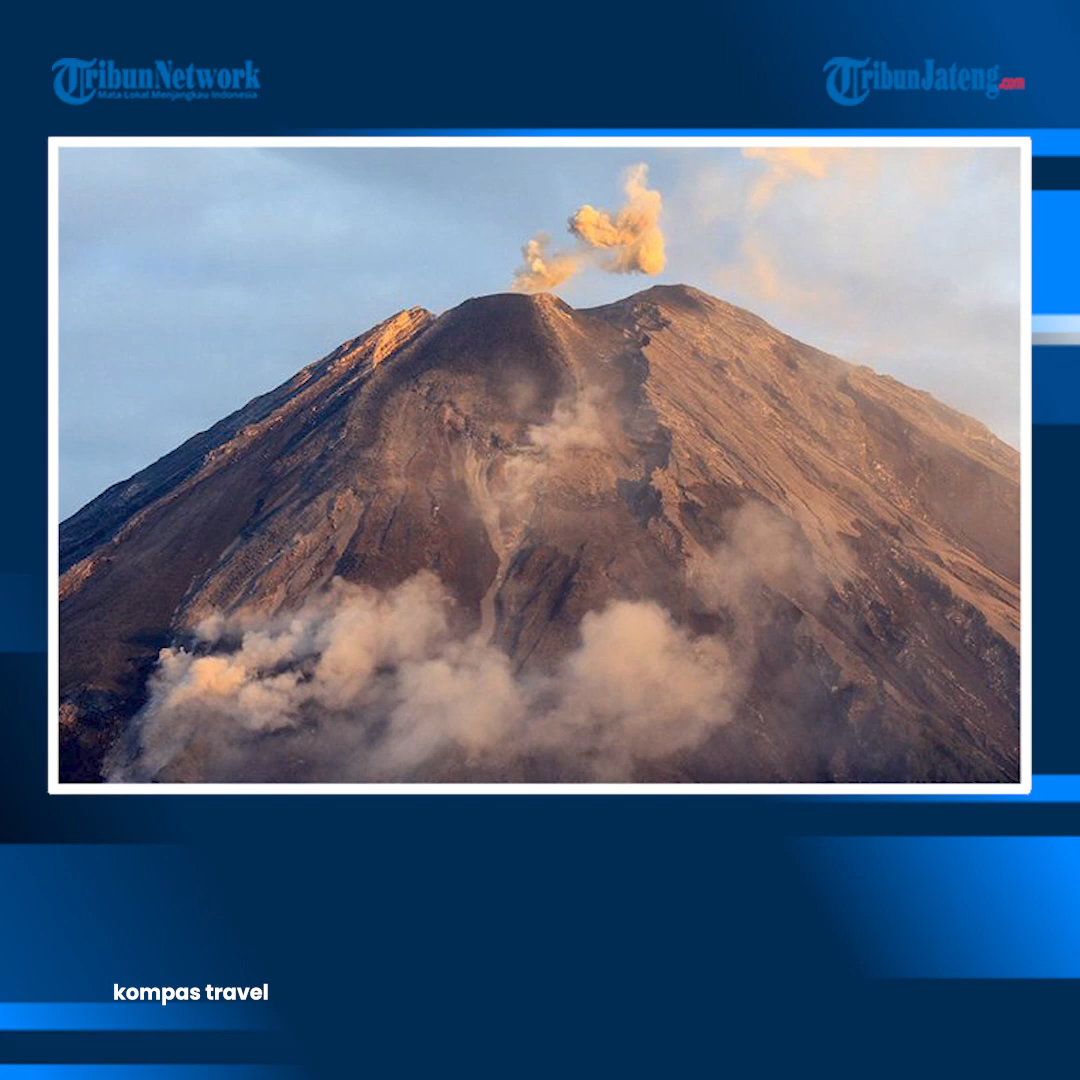 TribunNetwork
Mata Lokal Menjangkau Indonesia
TribunJateng.com
kompas travel